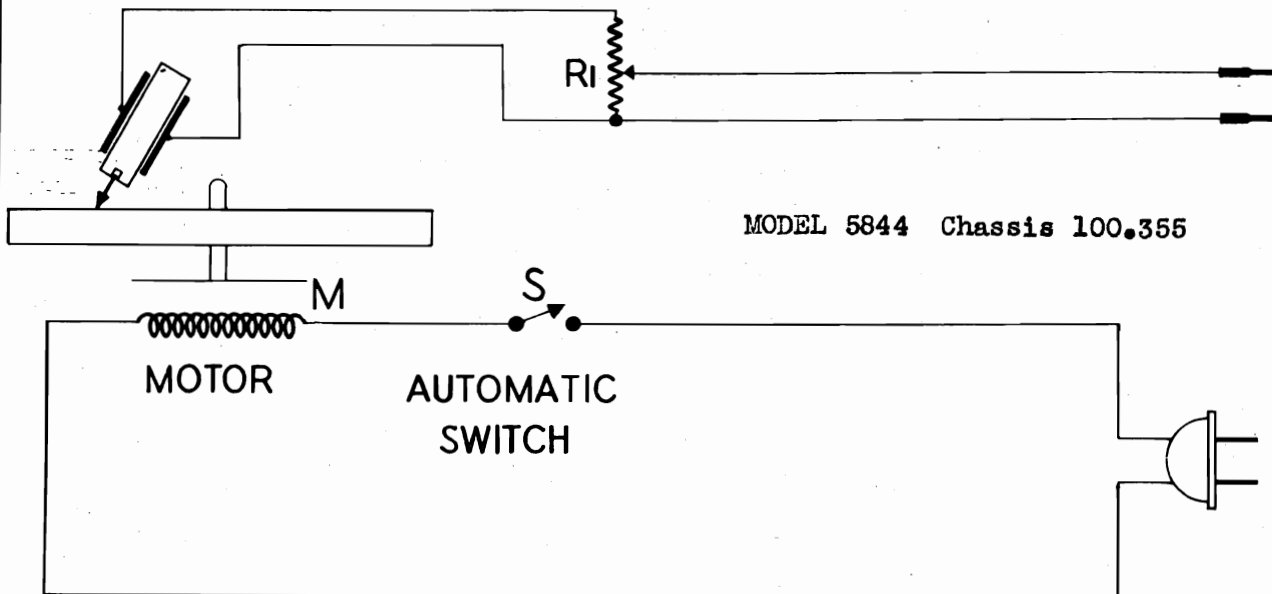 R1
MODEL 5844 Chassis 100.355
M
S
MOTOR
AUTOMATIC
SWITCH